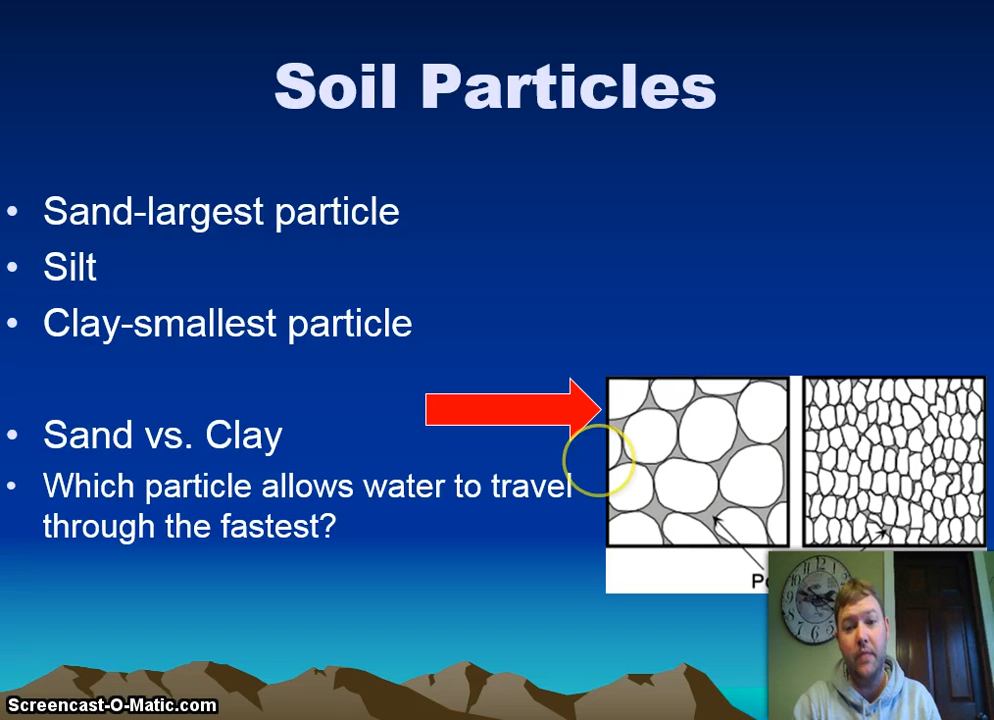 Soil Particles
• Sand-largest particle
• Silt
• Clay-smallest particle
• Sand vs. Clay
• Which particle allows water to travel
through the fastest?
Screencast-O-Matic.com